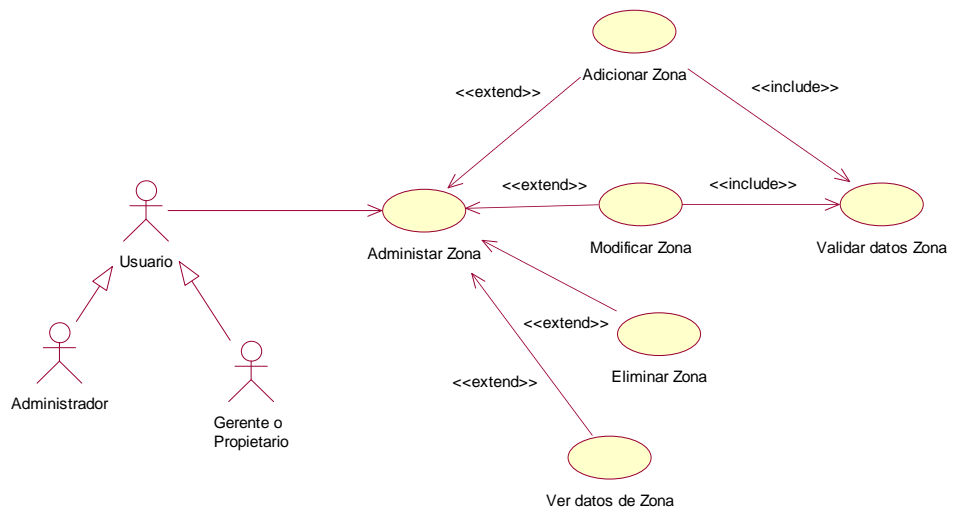 Adicionar Zona
<<extend>>
<<include>>
<<extend>>
<<include>>
Usuario
Administar Zona
Modificar Zona
Validar datos Zona
<<extend>>
Eliminar Zona
<<extend>>
Administrador
Gerente o
Propietario
Ver datos de Zona